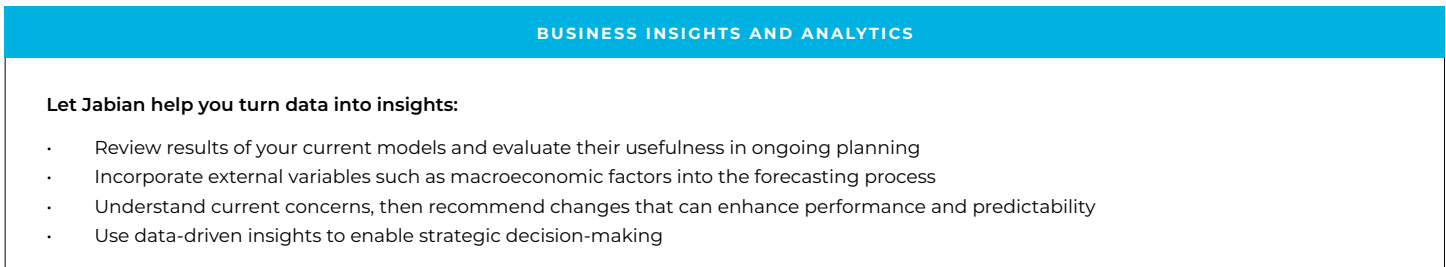 BUSINESS INSIGHTS AND ANALYTICS
Let Jabian help you turn data into insights:
• Review results of your current models and evaluate their usefulness in ongoing planning
• Incorporate external variables such as macroeconomic factors into the forecasting process
• Understand current concerns, then recommend changes that can enhance performance and predictability
• Use data-driven insights to enable strategic decision-making